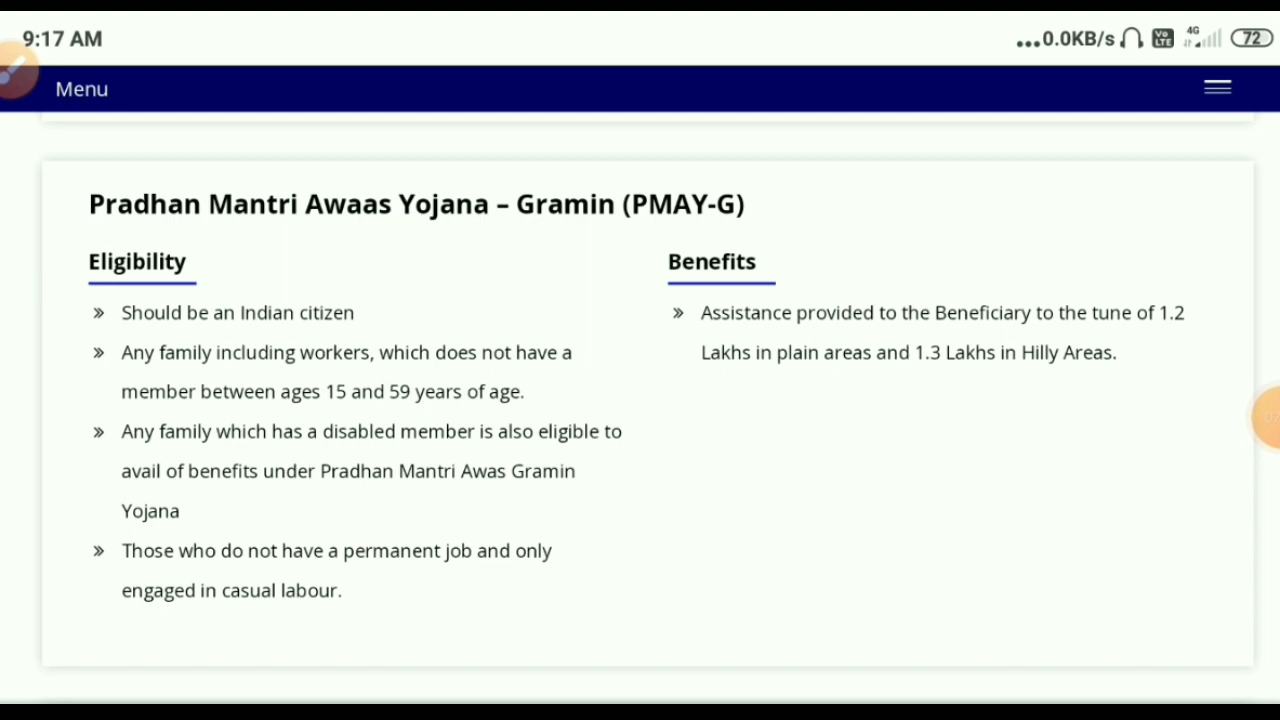 9:17 AM
...0.0KB/s Vo LTE 4G 72
Menu
Pradhan Mantri Awaas Yojana – Gramin (PMAY-G)
Eligibility
» Should be an Indian citizen
» Any family including workers, which does not have a
member between ages 15 and 59 years of age.
» Any family which has a disabled member is also eligible to
avail of benefits under Pradhan Mantri Awas Gramin
Yojana
» Those who do not have a permanent job and only
engaged in casual labour.
Benefits
» Assistance provided to the Beneficiary to the tune of 1.2
Lakhs in plain areas and 1.3 Lakhs in Hilly Areas.